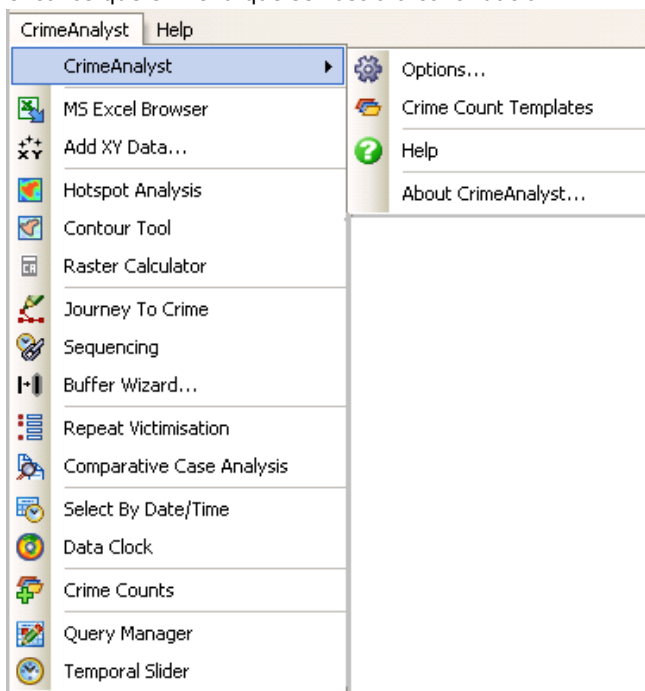 CrimeAnalyst Help
CrimeAnalyst
Options...
MS Excel Browser
Crime Count Templates
Add XY Data...
Help
Hotspot Analysis
About CrimeAnalyst...
Contour Tool
Raster Calculator
Journey To Crime
Sequencing
Buffer Wizard...
Repeat Victimisation
Comparative Case Analysis
Select By Date/Time
Data Clock
Crime Counts
Query Manager
Temporal Slider